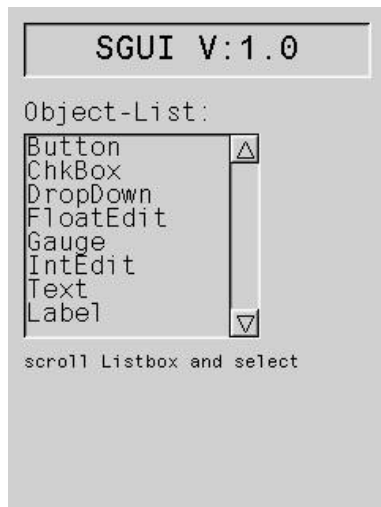 SGUI V:1.0
Object-List:
Button
ChkBox
DropDown
FloatEdit
Gauge
IntEdit
Text
Label
scroll Listbox and select